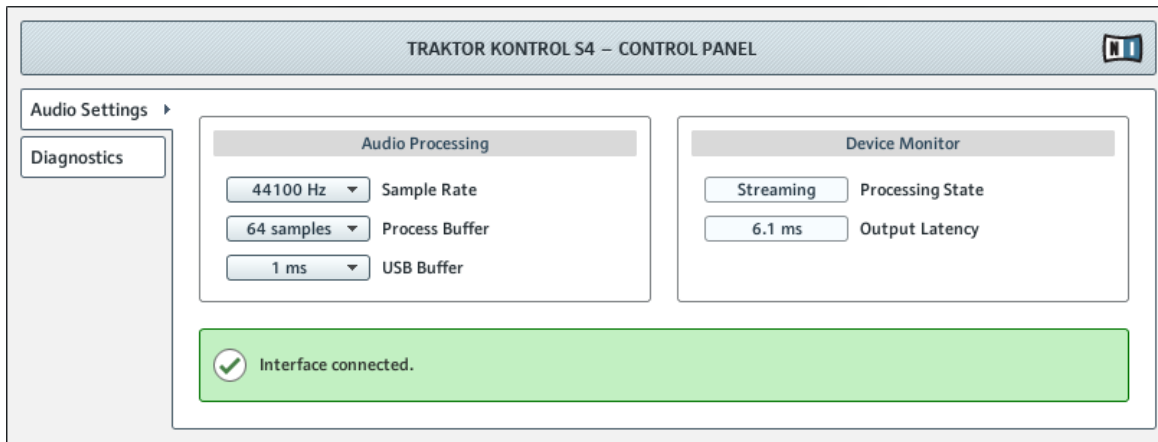 TRAKTOR KONTROL S4 – CONTROL PANEL
NI
Audio Settings
Diagnostics
Audio Processing
44100 Hz Sample Rate
64 samples Process Buffer
1 ms USB Buffer
Device Monitor
Streaming Processing State
6.1 ms Output Latency
Interface connected.